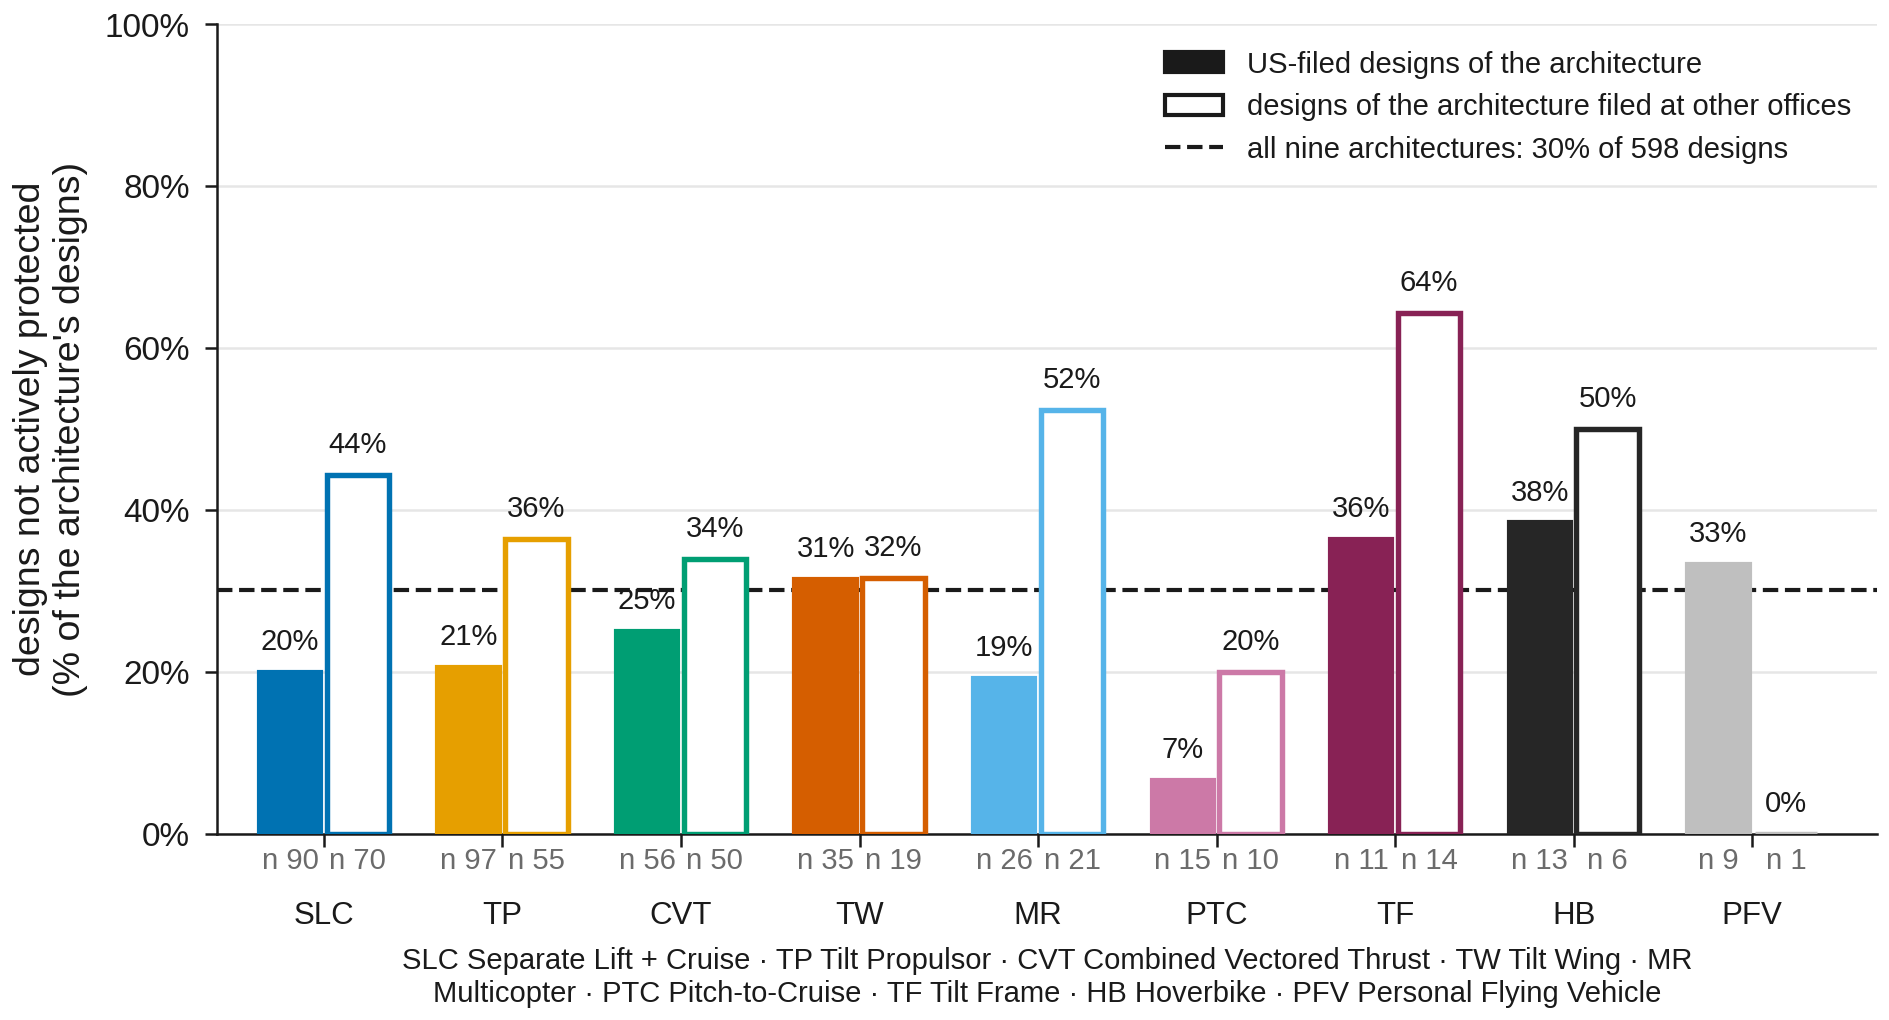 100%
80%
60%
40%
20%
0%
designs not actively protected
(% of the architecture's designs)
US-filed designs of the architecture
designs of the architecture filed at other offices
all nine architectures: 30% of 598 designs
20% 44%
21% 36%
25% 34%
31% 32%
19% 52%
7% 20%
36% 64%
38% 50%
33% 0%
n 90 n 70 n 97 n 55 n 56 n 50 n 35 n 19 n 26 n 21 n 15 n 10 n 11 n 14 n 13 n 6 n 9 n 1
SLC TP CVT TW MR PTC TF HB PFV
SLC Separate Lift + Cruise · TP Tilt Propulsor · CVT Combined Vectored Thrust · TW Tilt Wing · MR
Multicopter · PTC Pitch-to-Cruise · TF Tilt Frame · HB Hoverbike · PFV Personal Flying Vehicle